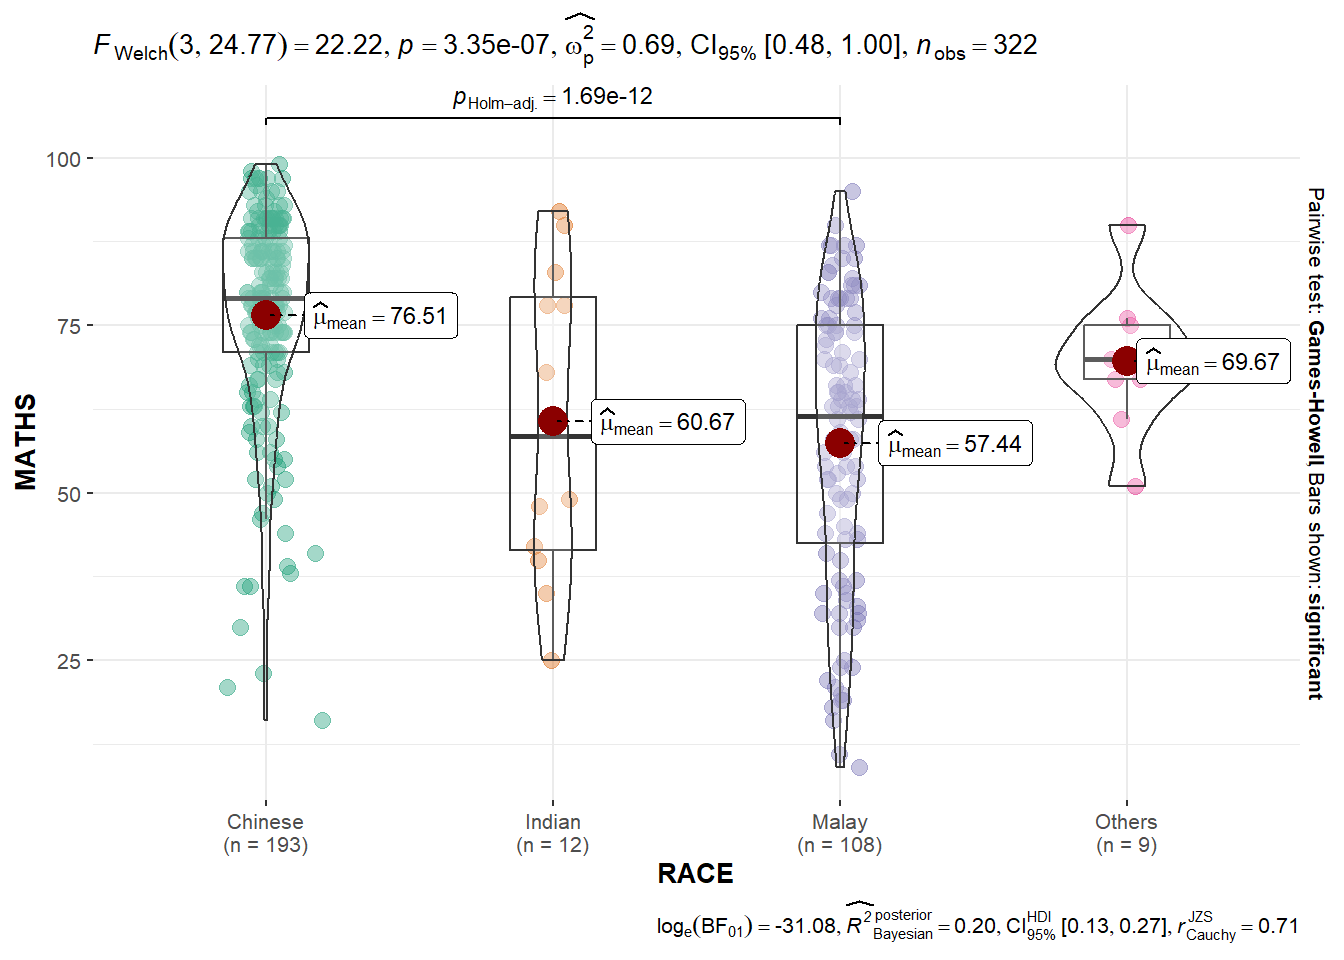 F Welch(3, 24.77) = 22.22, p = 3.35e-07, ω̂²p = 0.69, CI95% [0.48, 1.00], nobs = 322
pHolm–adj. = 1.69e-12
100
75
50
25
MATHS
μ̂mean = 76.51
μ̂mean = 60.67
μ̂mean = 57.44
μ̂mean = 69.67
Pairwise test: Games-Howell, Bars shown: significant
Chinese
(n = 193)
Indian
(n = 12)
Malay
(n = 108)
Others
(n = 9)
RACE
loge(BF01) = -31.08, R̂² posterior Bayesian = 0.20, CI HDI 95% [0.13, 0.27], r JZS Cauchy = 0.71